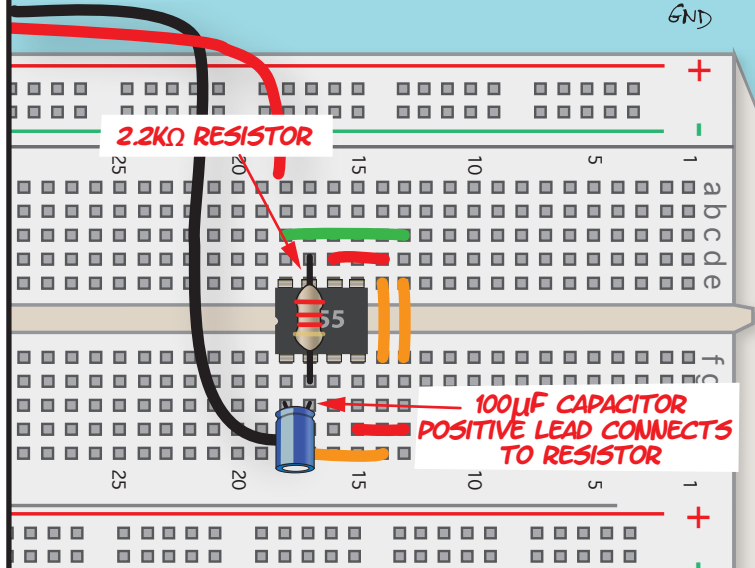 GND
+
-
2.2KΩ RESISTOR
25 20 15 10 5 1
a
b
c
d
e
55
f
100µF CAPACITOR
POSITIVE LEAD CONNECTS
TO RESISTOR
25 20 15 10 5 1
+
-